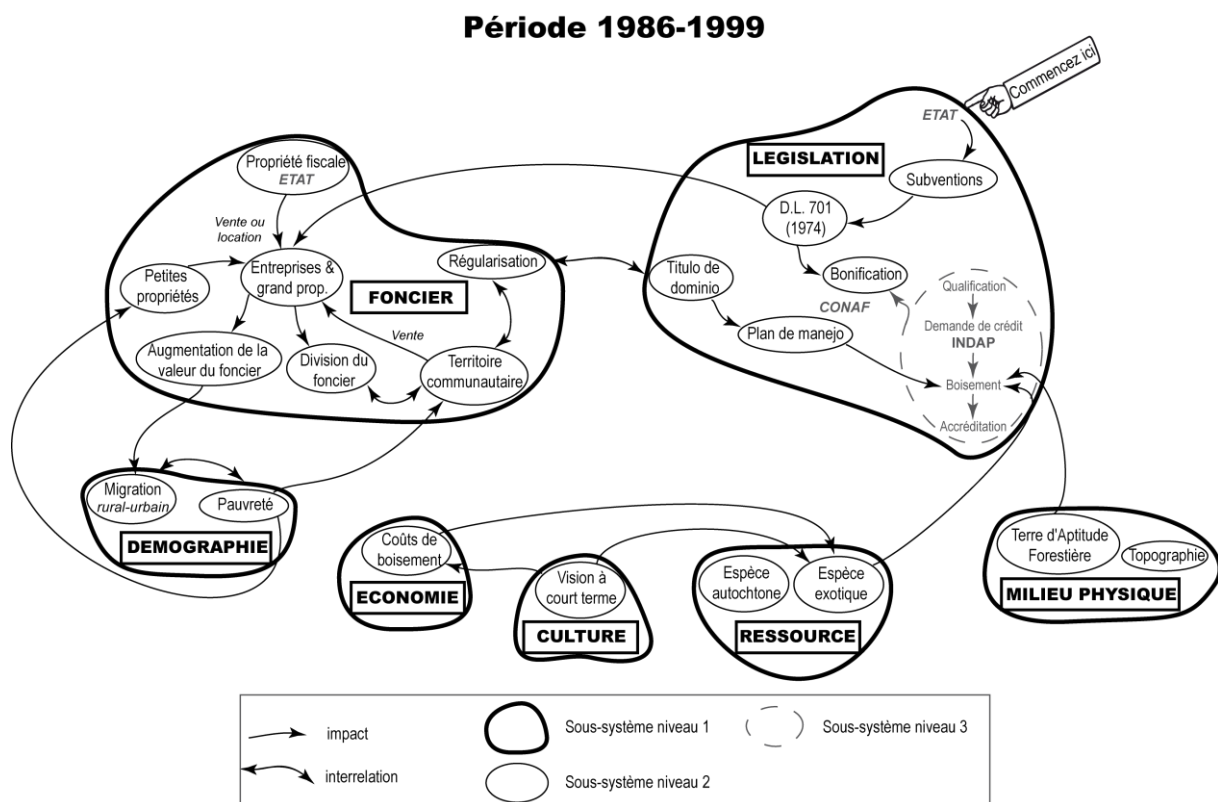 Période 1986-1999
Commencez ici
ETAT
LEGISLATION
Subventions
D.L. 701
(1974)
Bonification
CONAF
Titulo de
dominio
Plan de manejo
Qualification
Demande de crédit
INDAP
Boisement
Accréditation
Propriété fiscale
ETAT
Vente ou
location
Petites
propriétés
Entreprises &
grand prop.
Régularisation
FONCIER
Vente
Augmentation de la
valeur du foncier
Division du
foncier
Territoire
communautaire
Migration
rural-urbain
Pauvreté
DEMOGRAPHIE
Coûts de
boisement
ECONOMIE
Vision à
court terme
CULTURE
Espèce
autochtone
Espèce
exotique
RESSOURCE
Terre d'Aptitude
Forestière
Topographie
MILIEU PHYSIQUE
impact
interrelation
Sous-système niveau 1
Sous-système niveau 2
Sous-système niveau 3